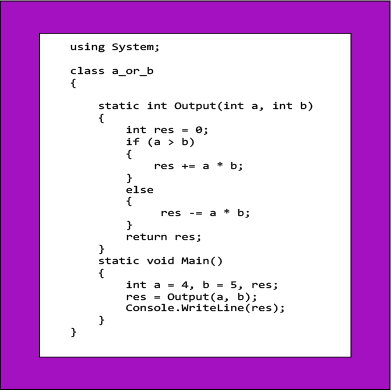 using System;
class a_or_b
{
static int Output(int a, int b)
{
int res = 0;
if (a > b)
{
res += a * b;
}
else
{
res -= a * b;
}
return res;
}
static void Main()
{
int a = 4, b = 5, res;
res = Output(a, b);
Console.WriteLine(res);
}
}